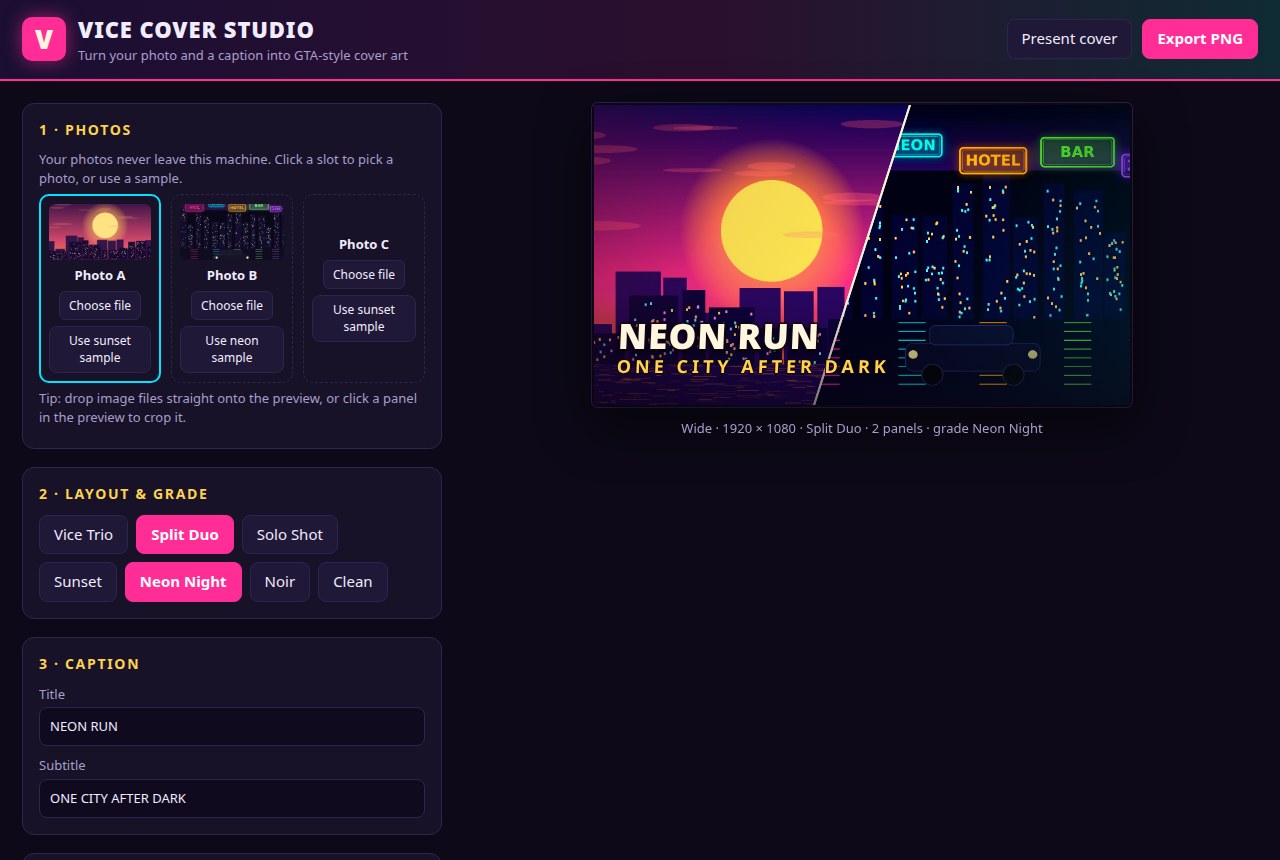 V
VICE COVER STUDIO
Turn your photo and a caption into GTA-style cover art
Present cover
Export PNG
1 · PHOTOS
Your photos never leave this machine. Click a slot to pick a
photo, or use a sample.
Photo A
Choose file
Use sunset
sample
Photo B
Choose file
Use neon
sample
Photo C
Choose file
Use sunset
sample
Tip: drop image files straight onto the preview, or click a panel
in the preview to crop it.
2 · LAYOUT & GRADE
Vice Trio
Split Duo
Solo Shot
Sunset
Neon Night
Noir
Clean
3 · CAPTION
Title
NEON RUN
Subtitle
ONE CITY AFTER DARK
EON
HOTEL
BAR
NEON RUN
ONE CITY AFTER DARK
Wide · 1920 × 1080 · Split Duo · 2 panels · grade Neon Night